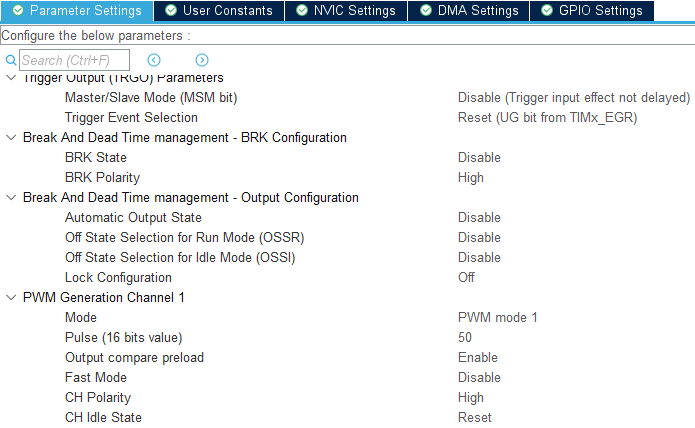 Parameter Settings User Constants NVIC Settings DMA Settings GPIO Settings
Configure the below parameters :
Search (Ctrl+F)
Trigger Output (TRGO) Parameters
Master/Slave Mode (MSM bit) Disable (Trigger input effect not delayed)
Trigger Event Selection Reset (UG bit from TIMx_EGR)
Break And Dead Time management - BRK Configuration
BRK State Disable
BRK Polarity High
Break And Dead Time management - Output Configuration
Automatic Output State Disable
Off State Selection for Run Mode (OSSR) Disable
Off State Selection for Idle Mode (OSSI) Disable
Lock Configuration Off
PWM Generation Channel 1
Mode PWM mode 1
Pulse (16 bits value) 50
Output compare preload Enable
Fast Mode Disable
CH Polarity High
CH Idle State Reset